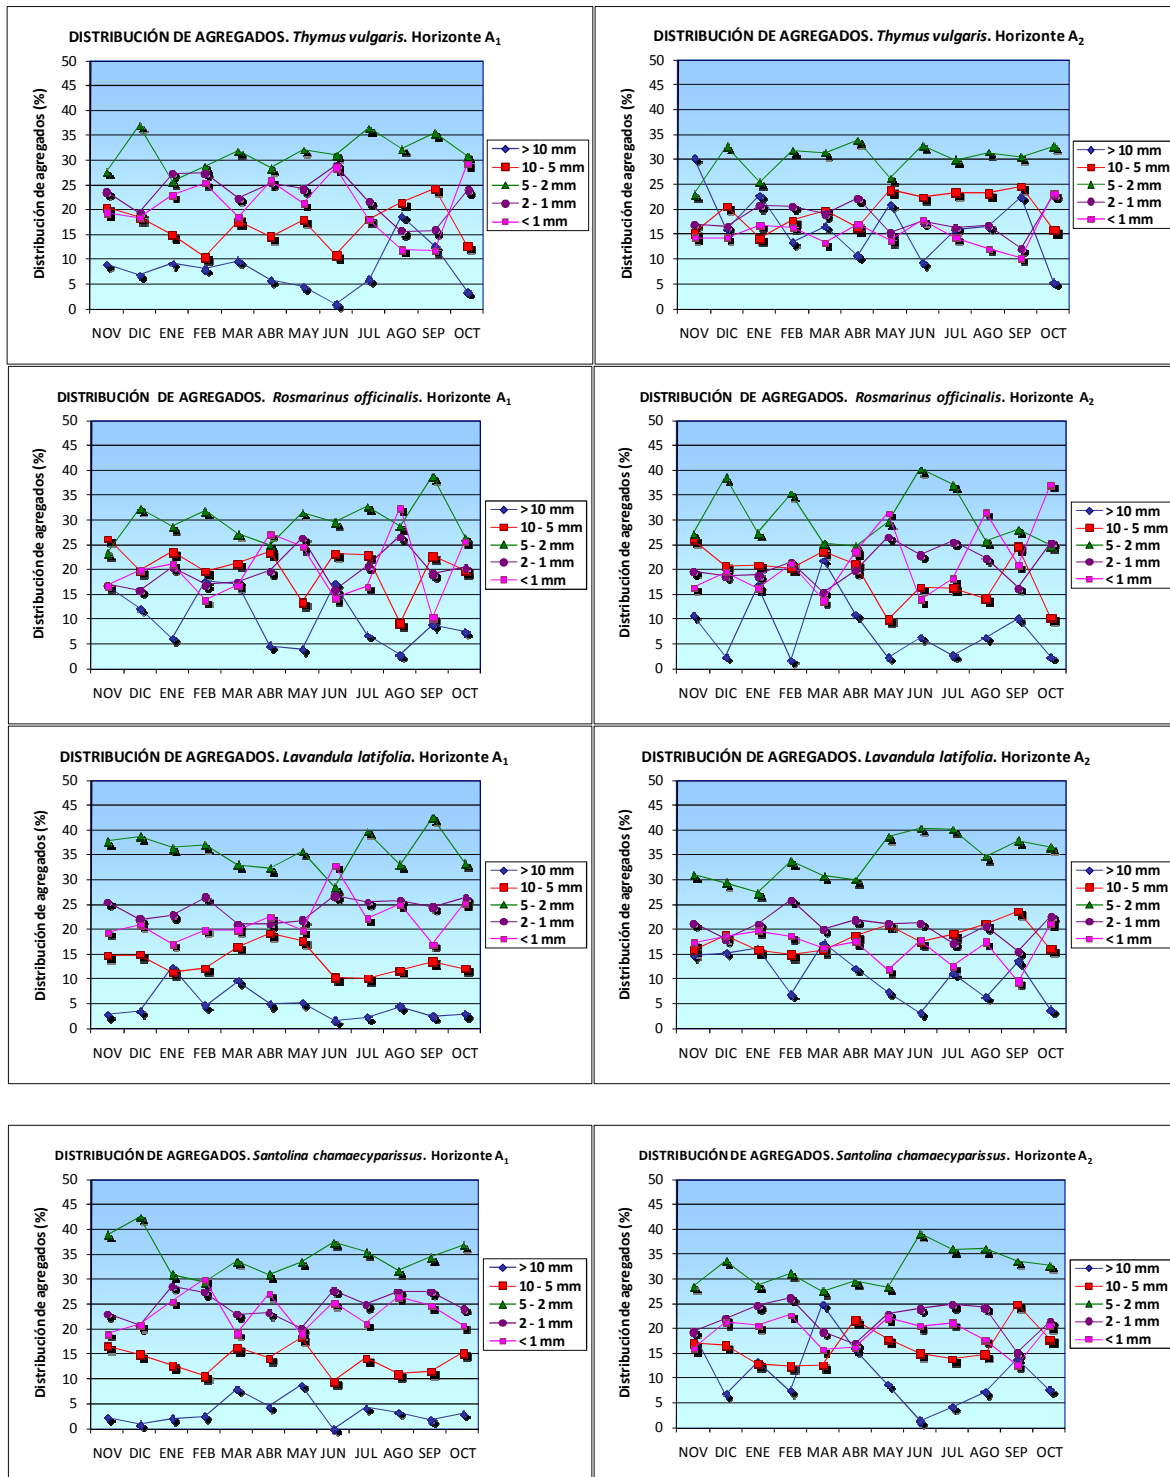 DISTRIBUCIÓN DE AGREGADOS. Thymus vulgaris. Horizonte A1
Distribución de agregados (%)
50
45
40
35
30
25
20
15
10
5
0
NOV DIC ENE FEB MAR ABR MAY JUN JUL AGO SEP OCT
> 10 mm
10 - 5 mm
5 - 2 mm
2 - 1 mm
< 1 mm
DISTRIBUCIÓN DE AGREGADOS. Thymus vulgaris. Horizonte A2
Distribución de agregados (%)
50
45
40
35
30
25
20
15
10
5
0
NOV DIC ENE FEB MAR ABR MAY JUN JUL AGO SEP OCT
> 10 mm
10 - 5 mm
5 - 2 mm
2 - 1 mm
< 1 mm
DISTRIBUCIÓN DE AGREGADOS. Rosmarinus officinalis. Horizonte A1
Distribución de agregados (%)
50
45
40
35
30
25
20
15
10
5
0
NOV DIC ENE FEB MAR ABR MAY JUN JUL AGO SEP OCT
> 10 mm
10 - 5 mm
5 - 2 mm
2 - 1 mm
< 1 mm
DISTRIBUCIÓN DE AGREGADOS. Rosmarinus officinalis. Horizonte A2
Distribución de agregados (%)
50
45
40
35
30
25
20
15
10
5
0
NOV DIC ENE FEB MAR ABR MAY JUN JUL AGO SEP OCT
> 10 mm
10 - 5 mm
5 - 2 mm
2 - 1 mm
< 1 mm
DISTRIBUCIÓN DE AGREGADOS. Lavandula latifolia. Horizonte A1
Distribución de agregados (%)
50
45
40
35
30
25
20
15
10
5
0
NOV DIC ENE FEB MAR ABR MAY JUN JUL AGO SEP OCT
> 10 mm
10 - 5 mm
5 - 2 mm
2 - 1 mm
< 1 mm
DISTRIBUCIÓN DE AGREGADOS. Lavandula latifolia. Horizonte A2
Distribución de agregados (%)
50
45
40
35
30
25
20
15
10
5
0
NOV DIC ENE FEB MAR ABR MAY JUN JUL AGO SEP OCT
> 10 mm
10 - 5 mm
5 - 2 mm
2 - 1 mm
< 1 mm
DISTRIBUCIÓN DE AGREGADOS. Santolina chamaecyparissus. Horizonte A1
Distribución de agregados (%)
50
45
40
35
30
25
20
15
10
5
0
NOV DIC ENE FEB MAR ABR MAY JUN JUL AGO SEP OCT
> 10 mm
10 - 5 mm
5 - 2 mm
2 - 1 mm
< 1 mm
DISTRIBUCIÓN DE AGREGADOS. Santolina chamaecyparissus. Horizonte A2
Distribución de agregados (%)
50
45
40
35
30
25
20
15
10
5
0
NOV DIC ENE FEB MAR ABR MAY JUN JUL AGO SEP OCT
> 10 mm
10 - 5 mm
5 - 2 mm
2 - 1 mm
< 1 mm